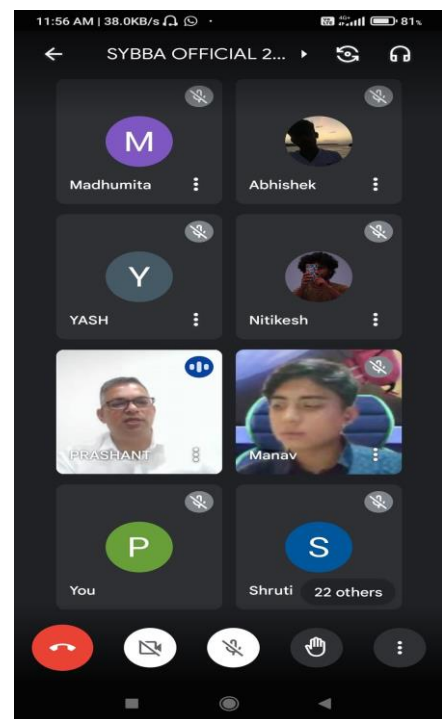 11:56 AM | 38.0KB/s
4G+
81%
SYBBA OFFICIAL 2...
M
Madhumita
Abhishek
Y
YASH
Nitikesh
PRASHANT
Manav
P
You
S
Shruti
22 others